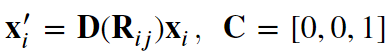 x′ᵢ = D(Rᵢⱼ)xᵢ ,  C = [0, 0, 1]